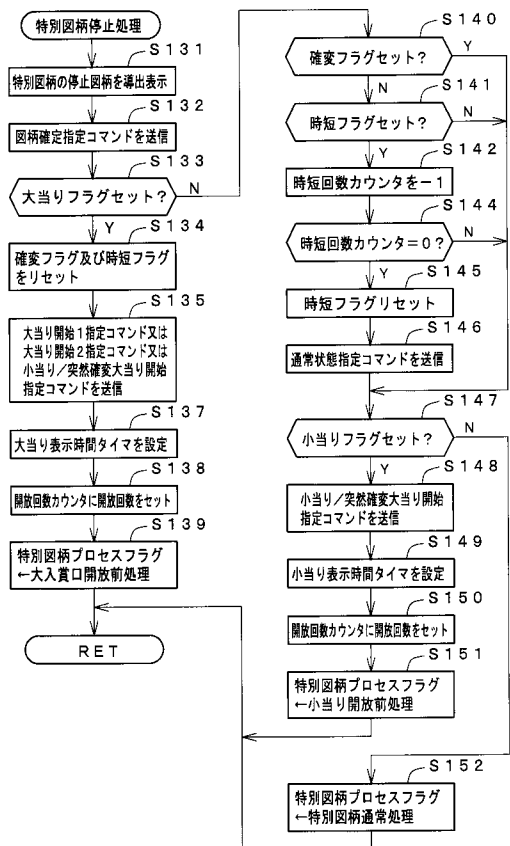 特別図柄停止処理
S131
特別図柄の停止図柄を導出表示
S132
図柄確定指定コマンドを送信
S133
大当りフラグセット?
N
Y
S134
確変フラグ及び時短フラグ
をリセット
S135
大当り開始1指定コマンド又は
大当り開始2指定コマンド又は
小当り/突然確変大当り開始
指定コマンドを送信
S137
大当り表示時間タイマを設定
S138
開放回数カウンタに開放回数をセット
S139
特別図柄プロセスフラグ
←大入賞口開放前処理
RET
S140
確変フラグセット?
Y
N
S141
時短フラグセット?
N
Y
S142
時短回数カウンタを-1
S144
時短回数カウンタ=0?
N
Y
S145
時短フラグリセット
S146
通常状態指定コマンドを送信
S147
小当りフラグセット?
N
Y
S148
小当り/突然確変大当り開始
指定コマンドを送信
S149
小当り表示時間タイマを設定
S150
開放回数カウンタに開放回数をセット
S151
特別図柄プロセスフラグ
←小当り開放前処理
S152
特別図柄プロセスフラグ
←特別図柄通常処理